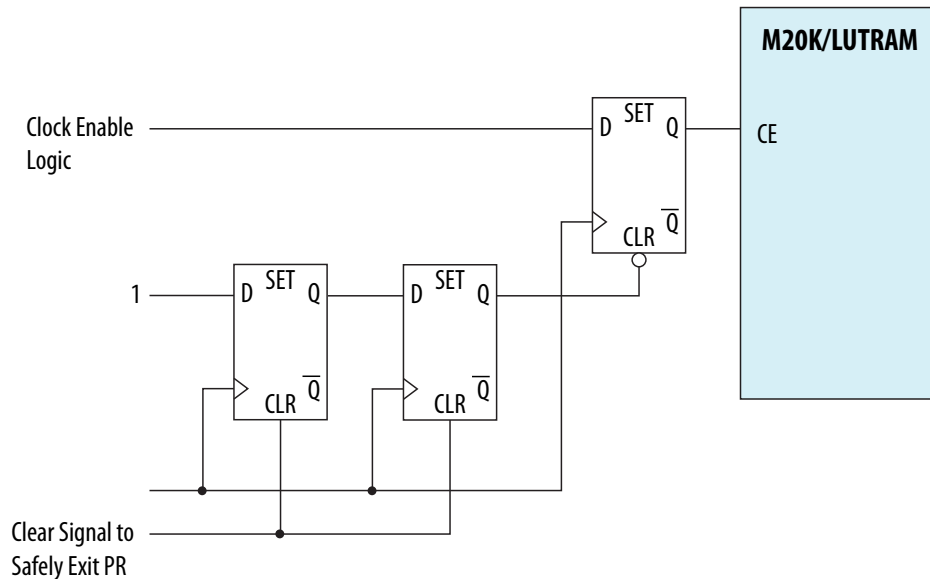 M20K/LUTRAM
SET
D Q
Clock Enable
Logic
CE
Q
CLR
SET
D Q
SET
D Q
1
Q
CLR
Q
CLR
Clear Signal to
Safely Exit PR